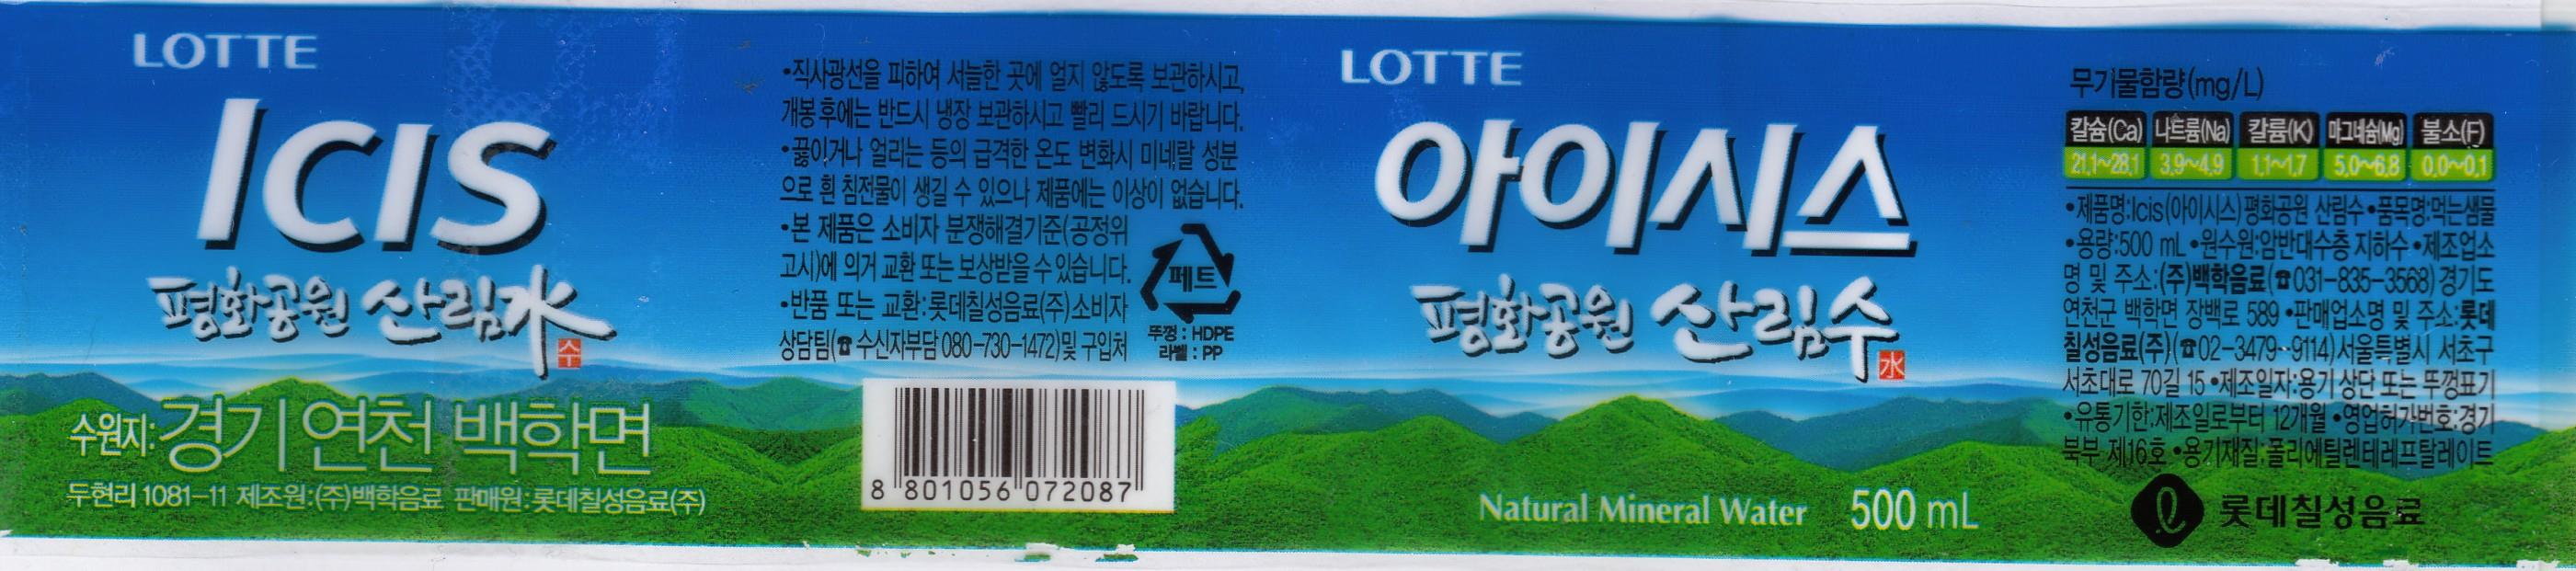 LOTTE
ICIS
평화공원 산림水
수
수원지:경기 연천 백학면
두현리 1081-11 제조원:(주)백학음료 판매원:롯데칠성음료(주)
•직사광선을 피하여 서늘한 곳에 얼지 않도록 보관하시고,
개봉 후에는 반드시 냉장 보관하시고 빨리 드시기 바랍니다.
•끓이거나 얼리는 등의 급격한 온도 변화시 미네랄 성분
으로 흰 침전물이 생길 수 있으나 제품에는 이상이 없습니다.
•본 제품은 소비자 분쟁해결기준(공정위
고시)에 의거 교환 또는 보상받을 수 있습니다.
•반품 또는 교환:롯데칠성음료(주)소비자
상담팀(☎수신자부담 080-730-1472)및 구입처
페트
뚜껑 : HDPE
라벨 : PP
8 801056 072087
LOTTE
아이시스
평화공원 산림수
水
Natural Mineral Water 500 mL
무기물함량(mg/L)
칼슘(Ca) 나트륨(Na) 칼륨(K) 마그네슘(Mg) 불소(F)
21.1~28.1 3.9~4.9 1.1~1.7 5.0~6.8 0.0~0.1
•제품명:Icis(아이시스)평화공원 산림수•품목명:먹는샘물
•용량:500 mL•원수원:암반대수층 지하수•제조업소
명 및 주소:(주)백학음료(☎031-835-3568)경기도
연천군 백학면 장백로 589•판매업소명 및 주소:롯데
칠성음료(주)(☎02-3479-9114)서울특별시 서초구
서초대로 70길 15•제조일자:용기 상단 또는 뚜껑표기
•유통기한:제조일로부터 12개월•영업허가번호:경기
북부 제16호•용기재질:폴리에틸렌테레프탈레이트
롯데칠성음료